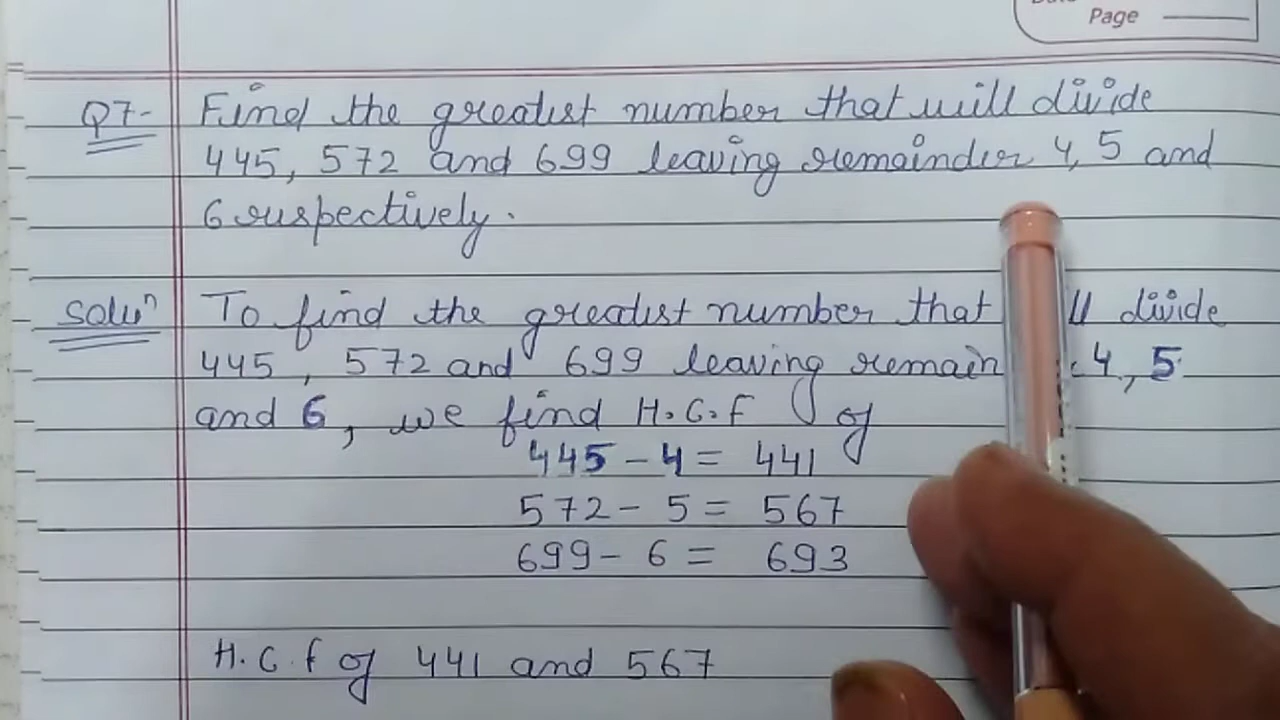 Page
Q7- Find the greatest number that will divide
445, 572 and 699 leaving remainder 4, 5 and
6 respectively.
Soluⁿ To find the greatest number that ll divide
445, 572 and 699 leaving remain 4, 5
and 6, we find H.C.F of
445 - 4 = 441
572 - 5 = 567
699 - 6 = 693
H.C.F of 441 and 567